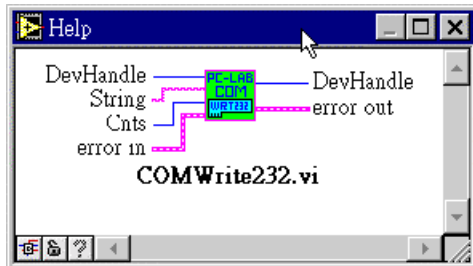 Help
DevHandle
String
Cnts
error in
PC-LAB
COM
WRT232
DevHandle
error out
COMWrite232.vi
?